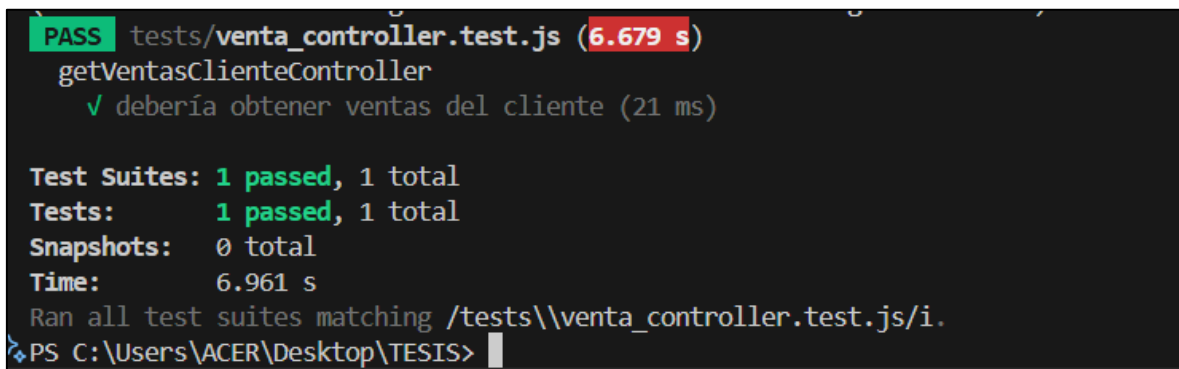 PASS tests/venta_controller.test.js (6.679 s)
getVentasClienteController
√ debería obtener ventas del cliente (21 ms)
Test Suites: 1 passed, 1 total
Tests: 1 passed, 1 total
Snapshots: 0 total
Time: 6.961 s
Ran all test suites matching /tests\\venta_controller.test.js/i.
PS C:\Users\ACER\Desktop\TESIS>